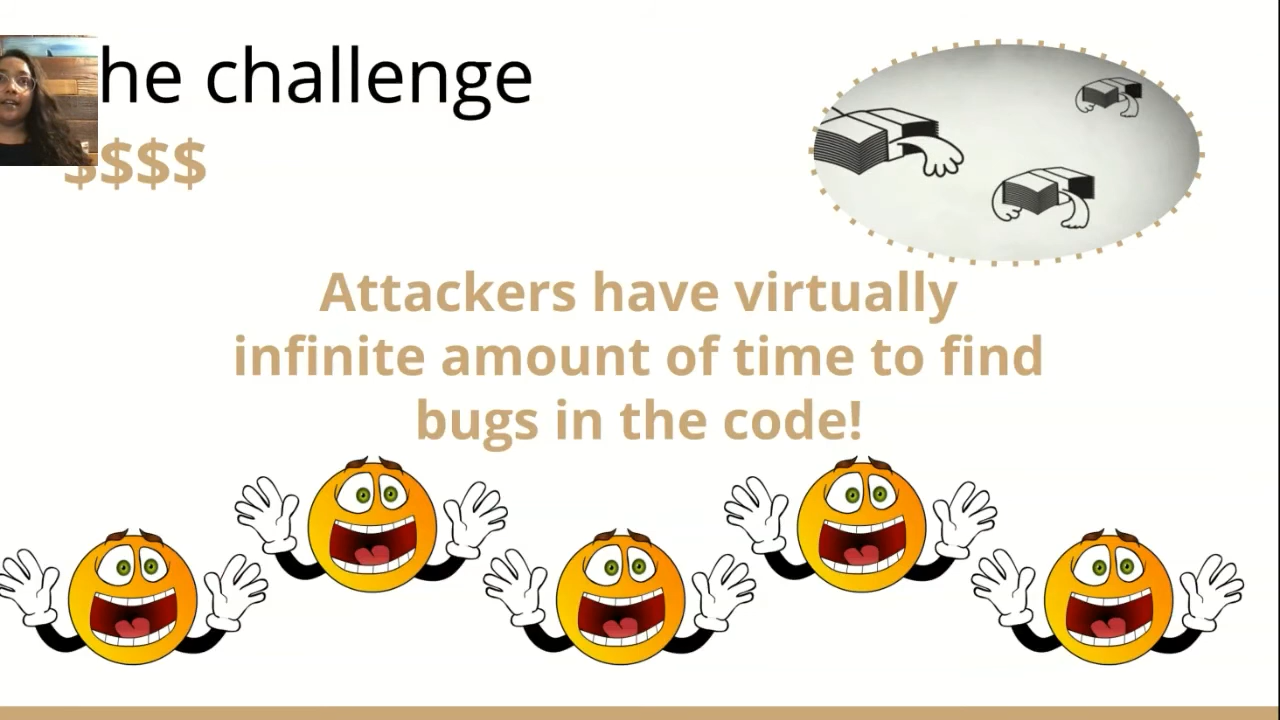 he challenge
$$$$
Attackers have virtually
infinite amount of time to find
bugs in the code!